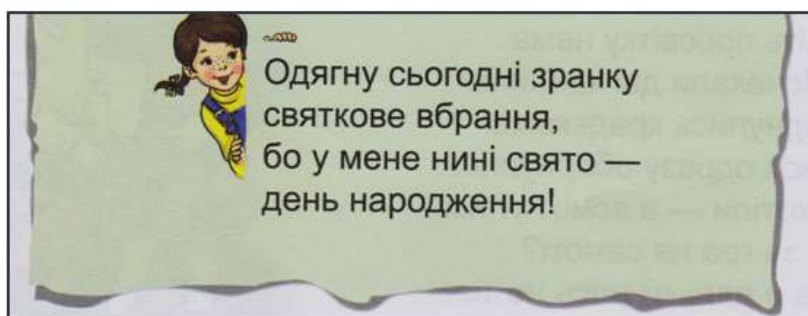 Одягну сьогодні зранку
святкове вбрання,
бо у мене нині свято —
день народження!